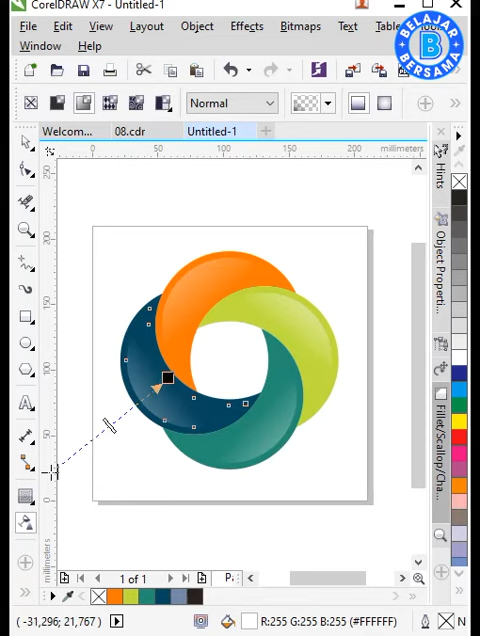 CorelDRAW X7 - Untitled-1
File Edit View Layout Object Effects Bitmaps Text
Window Help
BELAJAR
B
BERSAMA
Normal
Welcom... 08.cdr Untitled-1
0 50 100 150 200 millimeters
200
150
100
50
0
millimeters
Hints
Object Properti...
Fillet/Scallop/Cha...
1 of 1
(-31,296; 21,767) R:255 G:255 B:255 (#FFFFFF) N